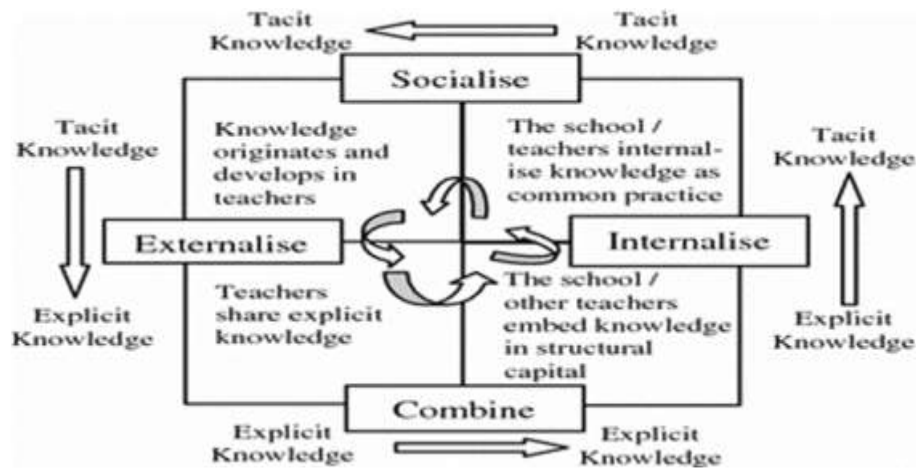 Tacit
Knowledge
Tacit
Knowledge
Socialise
Tacit
Knowledge
Knowledge
originates and
develops in
teachers
The school /
teachers internal-
ise knowledge as
common practice
Tacit
Knowledge
Externalise
Internalise
Explicit
Knowledge
Teachers
share explicit
knowledge
The school /
other teachers
embed knowledge
in structural
capital
Explicit
Knowledge
Combine
Explicit
Knowledge
Explicit
Knowledge